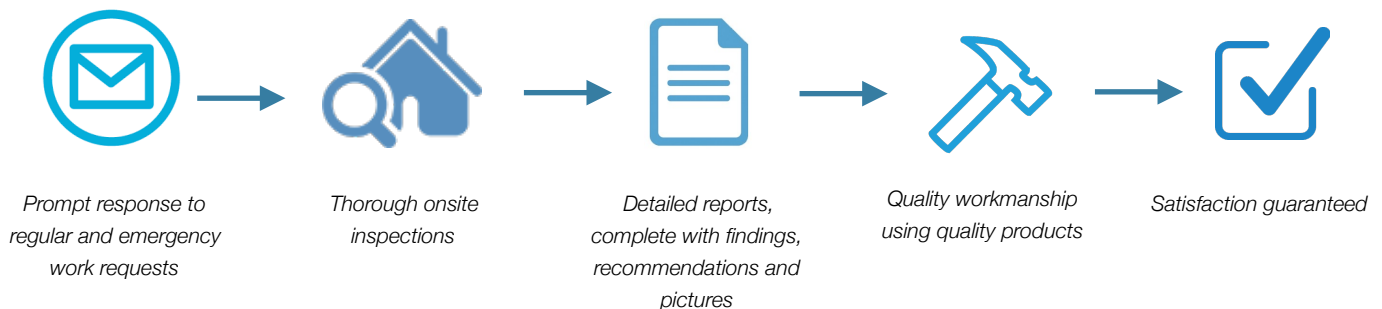 Prompt response to
regular and emergency
work requests
Thorough onsite
inspections
Detailed reports,
complete with findings,
recommendations and
pictures
Quality workmanship
using quality products
Satisfaction guaranteed